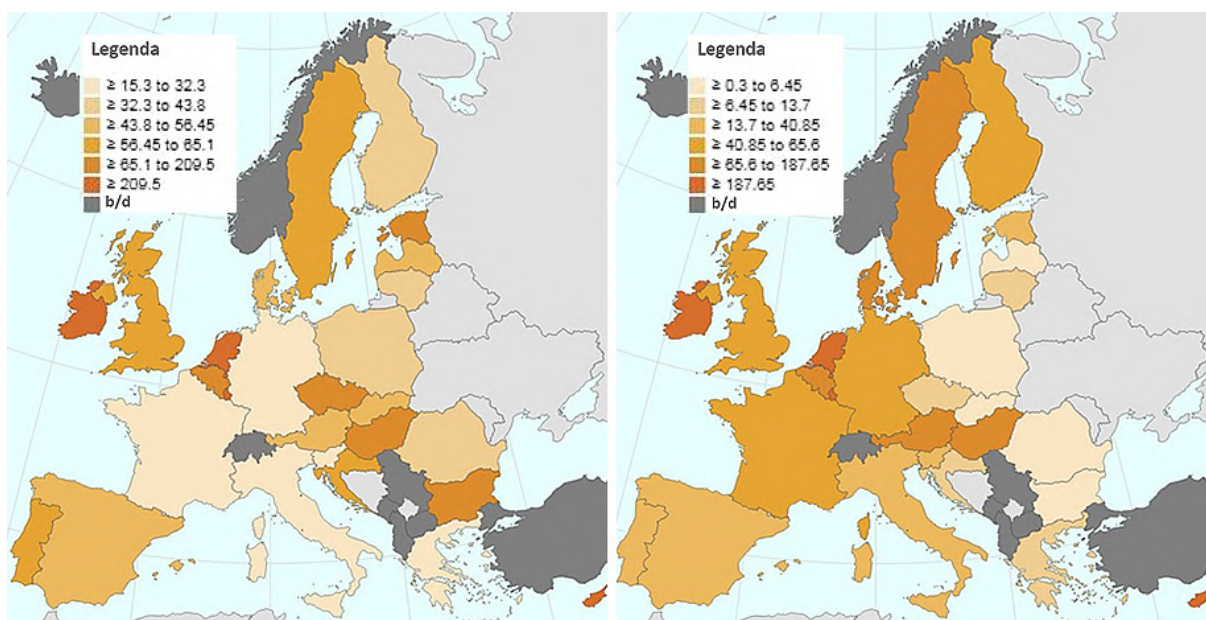 Legenda
≥ 15.3 to 32.3
≥ 32.3 to 43.8
≥ 43.8 to 56.45
≥ 56.45 to 65.1
≥ 65.1 to 209.5
≥ 209.5
b/d
Legenda
≥ 0.3 to 6.45
≥ 6.45 to 13.7
≥ 13.7 to 40.85
≥ 40.85 to 65.6
≥ 65.6 to 187.65
≥ 187.65
b/d